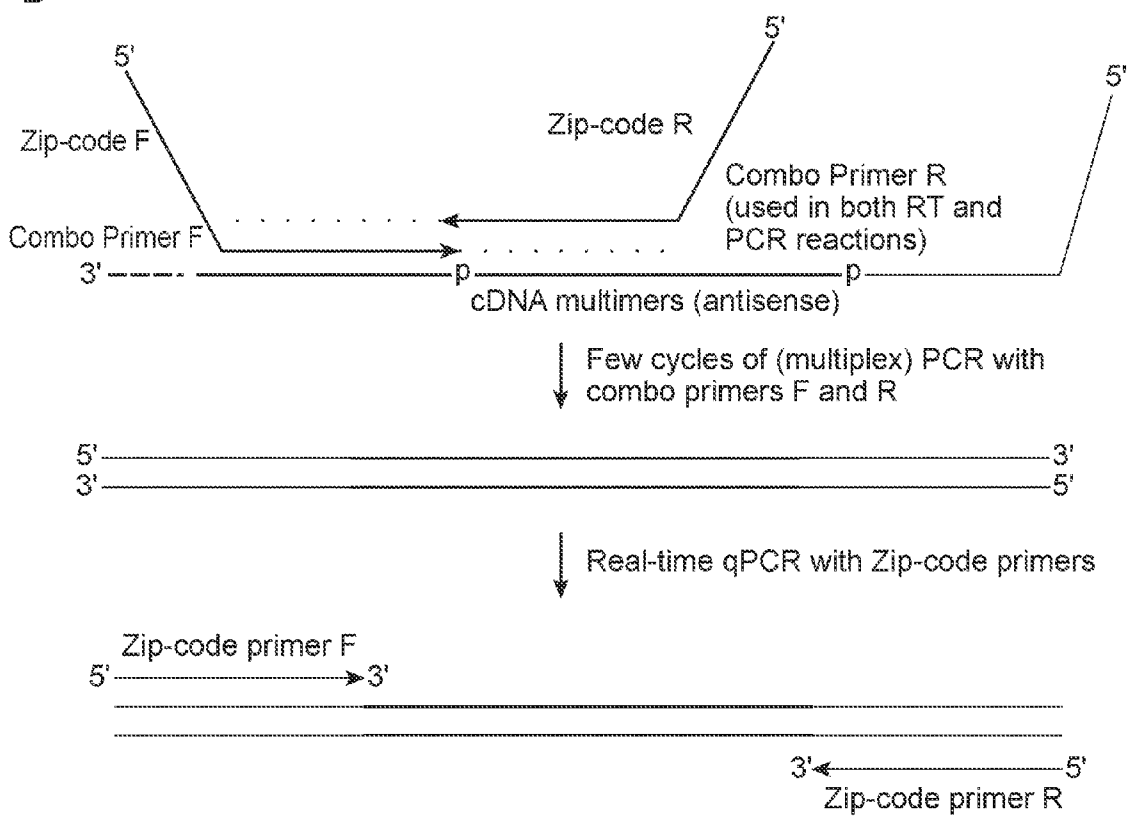 5'
5'
5'
Zip-code F
Zip-code R
Combo Primer R
(used in both RT and
PCR reactions)
Combo Primer F
3'
p
p
cDNA multimers (antisense)
Few cycles of (multiplex) PCR with
combo primers F and R
5'
3'
3'
5'
Real-time qPCR with Zip-code primers
Zip-code primer F
5'
3'
3'
5'
Zip-code primer R